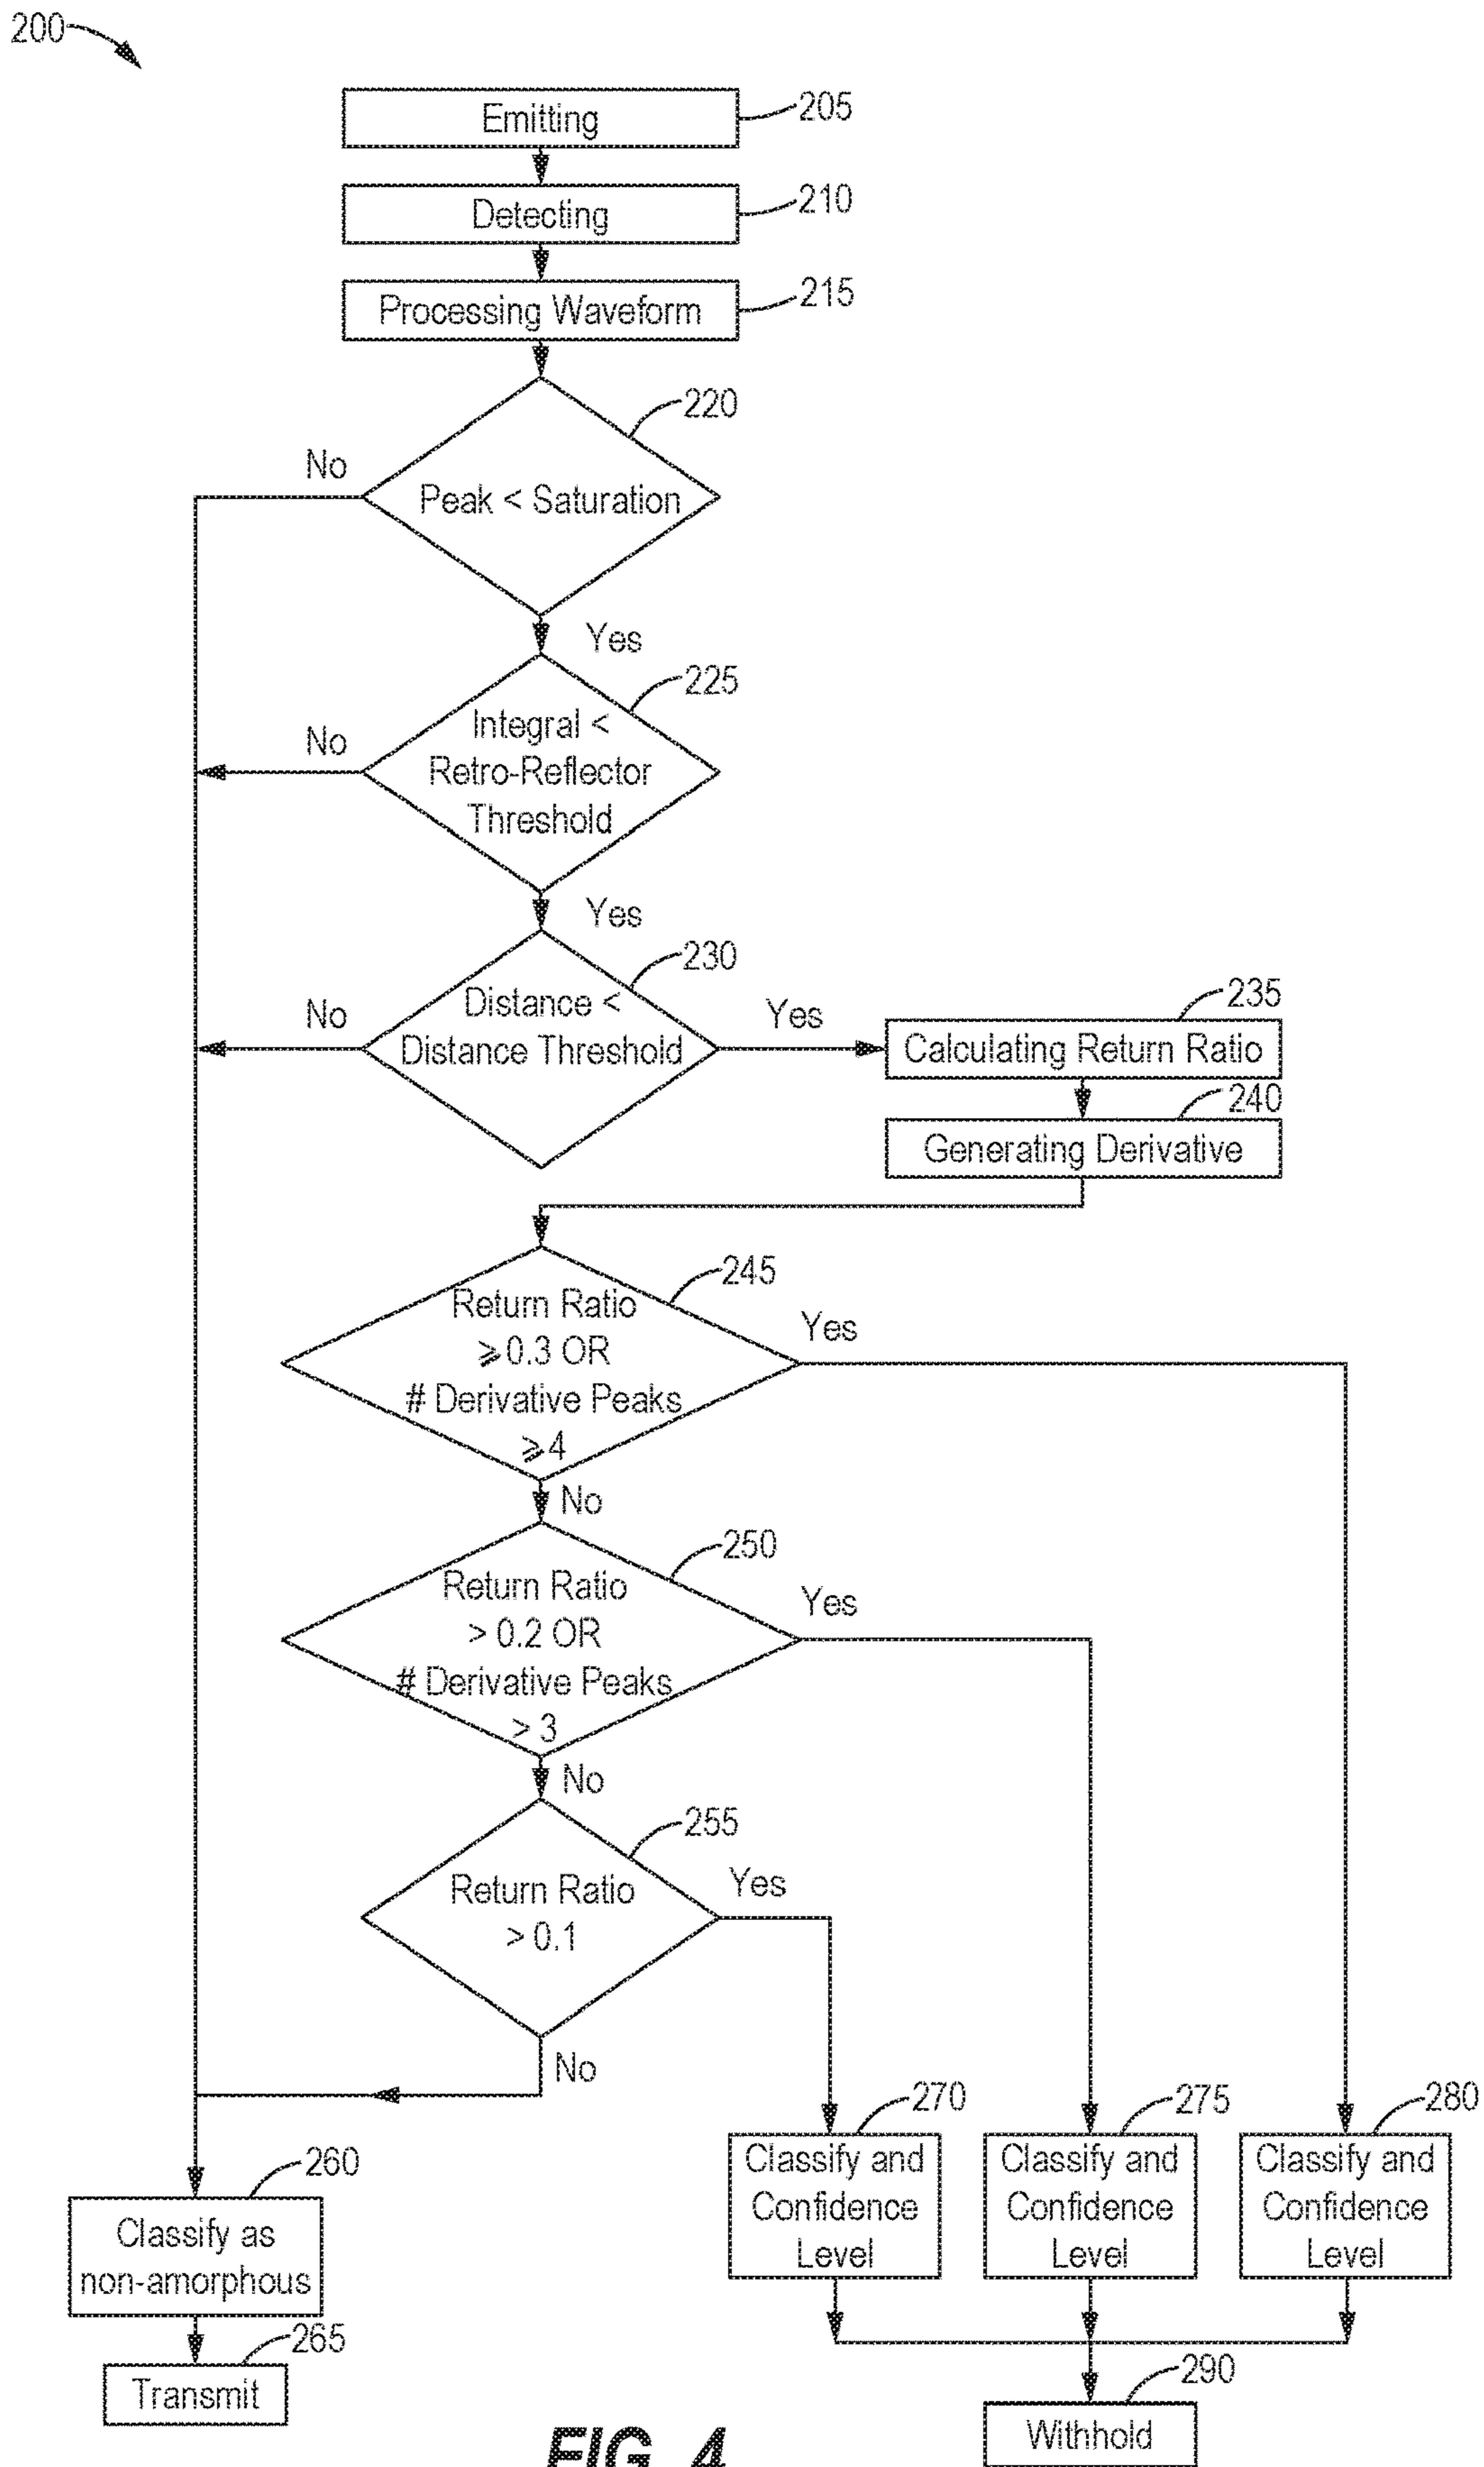 200
Emitting
205
Detecting
210
Processing Waveform
215
220
No
Peak < Saturation
Yes
225
No
Integral <
Retro-Reflector
Threshold
Yes
230
No
Distance <
Distance Threshold
Yes
235
Calculating Return Ratio
240
Generating Derivative
245
Return Ratio
⩾ 0.3 OR
# Derivative Peaks
⩾ 4
Yes
No
250
Return Ratio
> 0.2 OR
# Derivative Peaks
> 3
Yes
No
255
Return Ratio
> 0.1
Yes
No
260
Classify as
non-amorphous
265
Transmit
270
Classify and
Confidence
Level
275
Classify and
Confidence
Level
280
Classify and
Confidence
Level
290
Withhold
FIG. 4